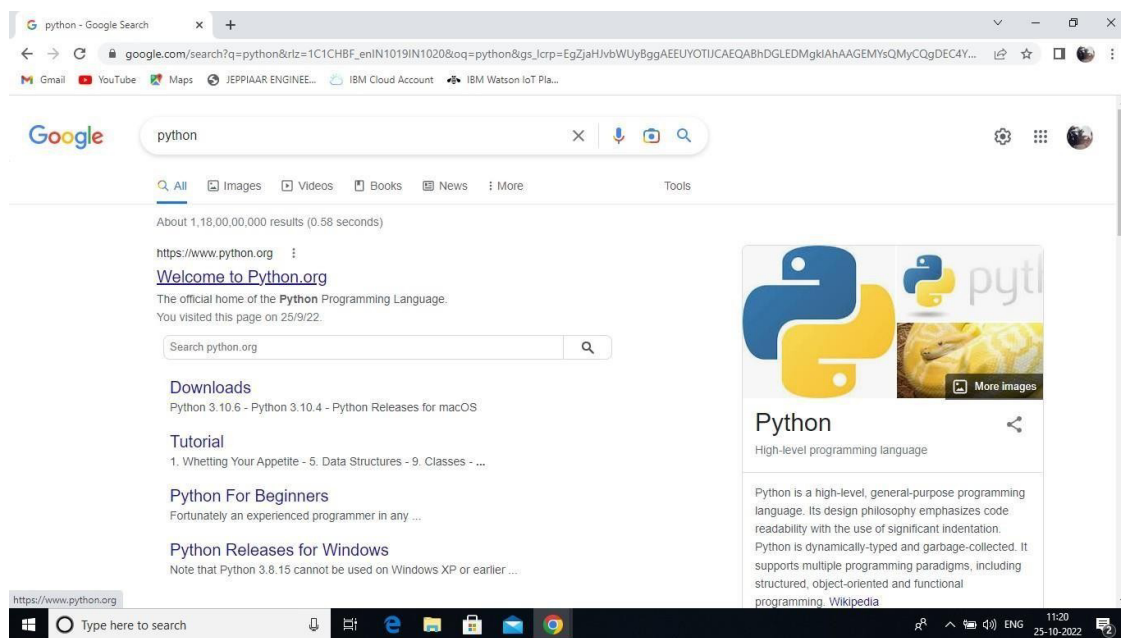 python - Google Search
google.com/search?q=python&rlz=1C1CHBF_enIN1019IN1020&oq=python&gs_lcrp=EgZjaHJvbWUyBggAEEUYOTIJCAEQABhDGLEDMgkIAhAAGEMYsQMyCQgDEC4Y...
Gmail YouTube Maps JEPPIAAR ENGINEE... IBM Cloud Account IBM Watson IoT Pla...
Google python
All Images Videos Books News More Tools
About 1,18,00,00,000 results (0.58 seconds)
https://www.python.org
Welcome to Python.org
The official home of the Python Programming Language.
You visited this page on 25/9/22.
Search python.org
Downloads
Python 3.10.6 - Python 3.10.4 - Python Releases for macOS
Tutorial
1. Whetting Your Appetite - 5. Data Structures - 9. Classes - ...
Python For Beginners
Fortunately an experienced programmer in any ...
Python Releases for Windows
Note that Python 3.8.15 cannot be used on Windows XP or earlier ...
pyth
More images
Python
High-level programming language
Python is a high-level, general-purpose programming
language. Its design philosophy emphasizes code
readability with the use of significant indentation.
Python is dynamically-typed and garbage-collected. It
supports multiple programming paradigms, including
structured, object-oriented and functional
programming. Wikipedia
https://www.python.org
Type here to search
ENG
11:20
25-10-2022
2